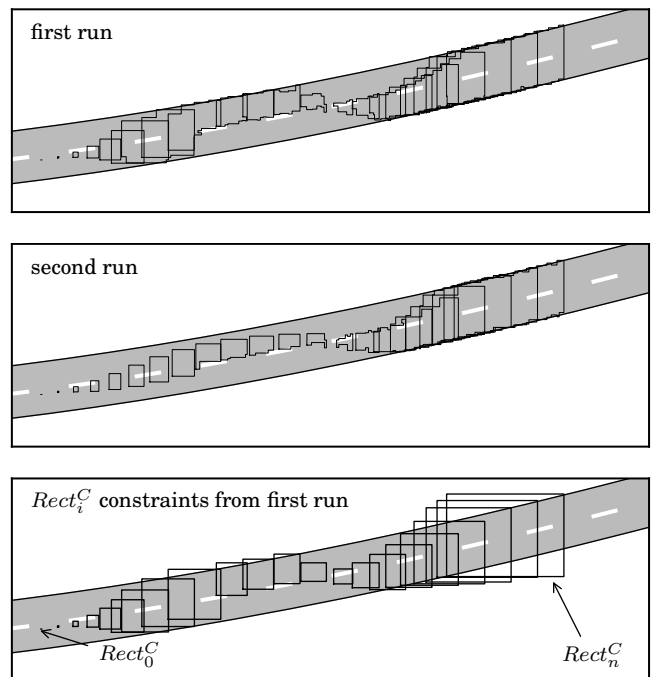 first run
second run
$Rect_i^C$ constraints from first run
$Rect_0^C$
$Rect_n^C$